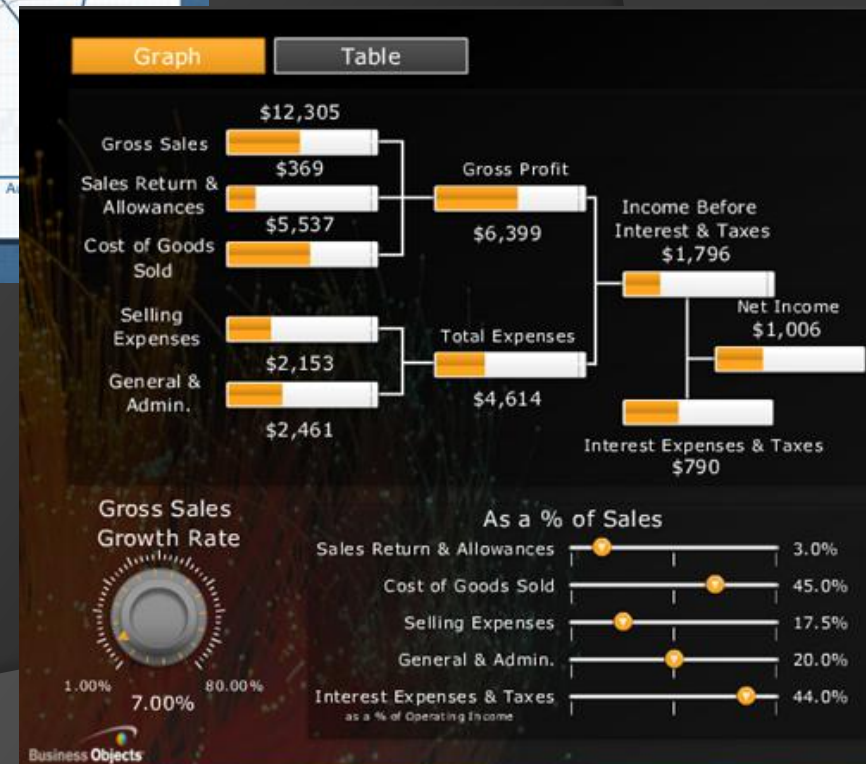 Graph
Table
$12,305
Gross Sales
$369
Sales Return &
Allowances
$5,537
Cost of Goods
Sold
Gross Profit
$6,399
Income Before
Interest & Taxes
$1,796
Selling
Expenses
$2,153
General &
Admin.
$2,461
Total Expenses
$4,614
Net Income
$1,006
Interest Expenses & Taxes
$790
Gross Sales
Growth Rate
1.00%
80.00%
7.00%
As a % of Sales
Sales Return & Allowances
3.0%
Cost of Goods Sold
45.0%
Selling Expenses
17.5%
General & Admin.
20.0%
Interest Expenses & Taxes
44.0%
as a % of Operating Income
Business Objects